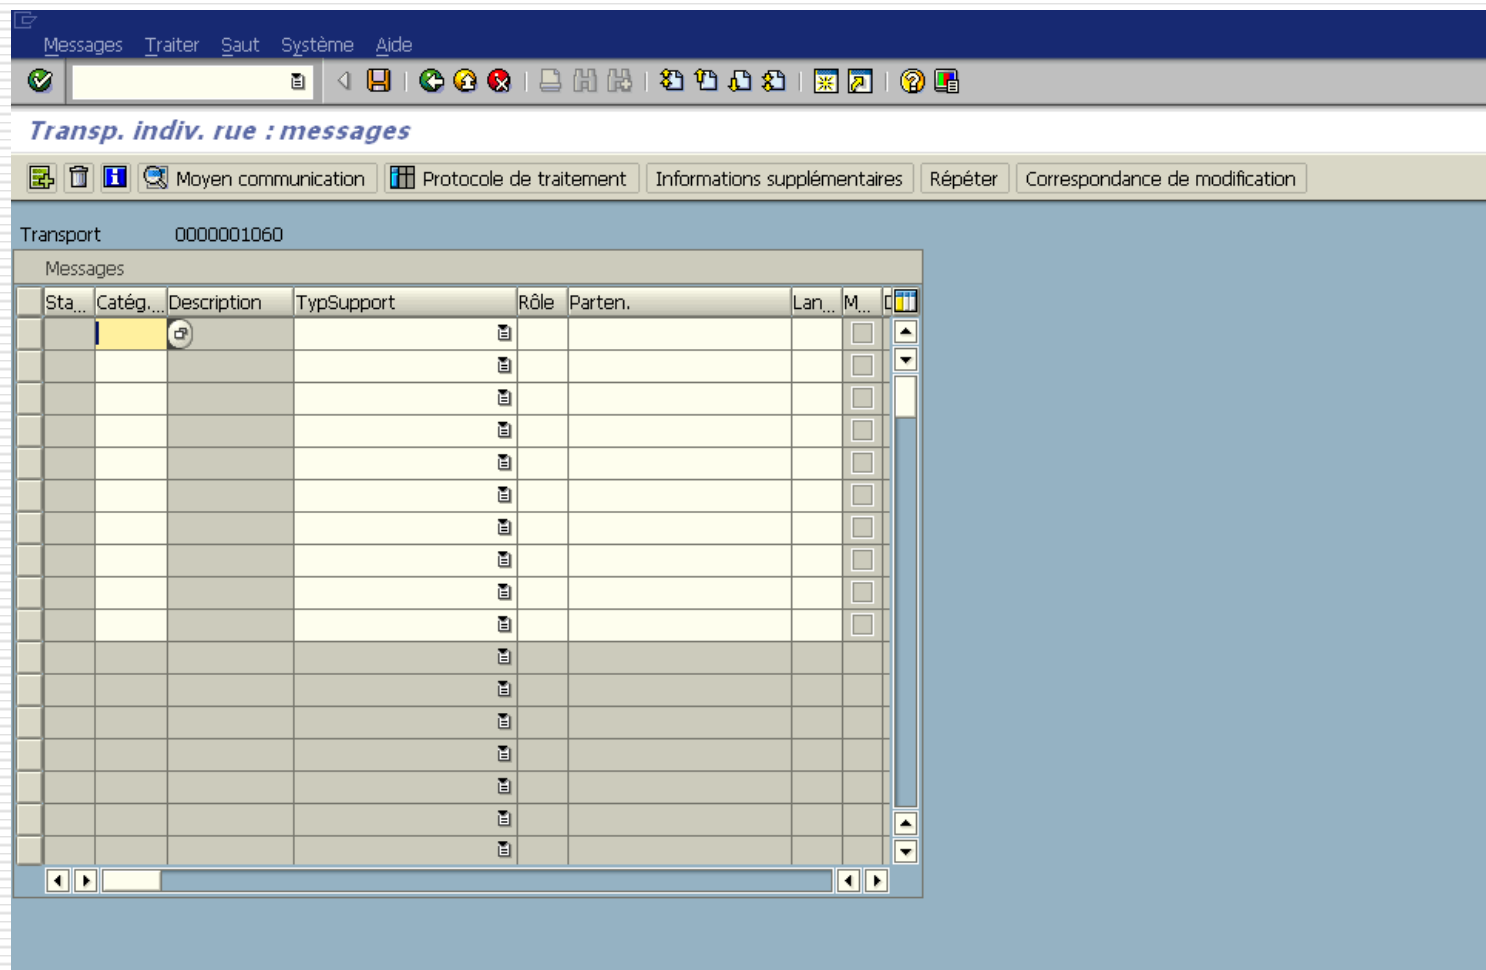 Messages Traiter Saut Système Aide
Transp. indiv. rue : messages
Moyen communication Protocole de traitement Informations supplémentaires Répéter Correspondance de modification
Transport 0000001060
Messages
Sta... Catég.... Description TypSupport Rôle Parten. Lan... M... D